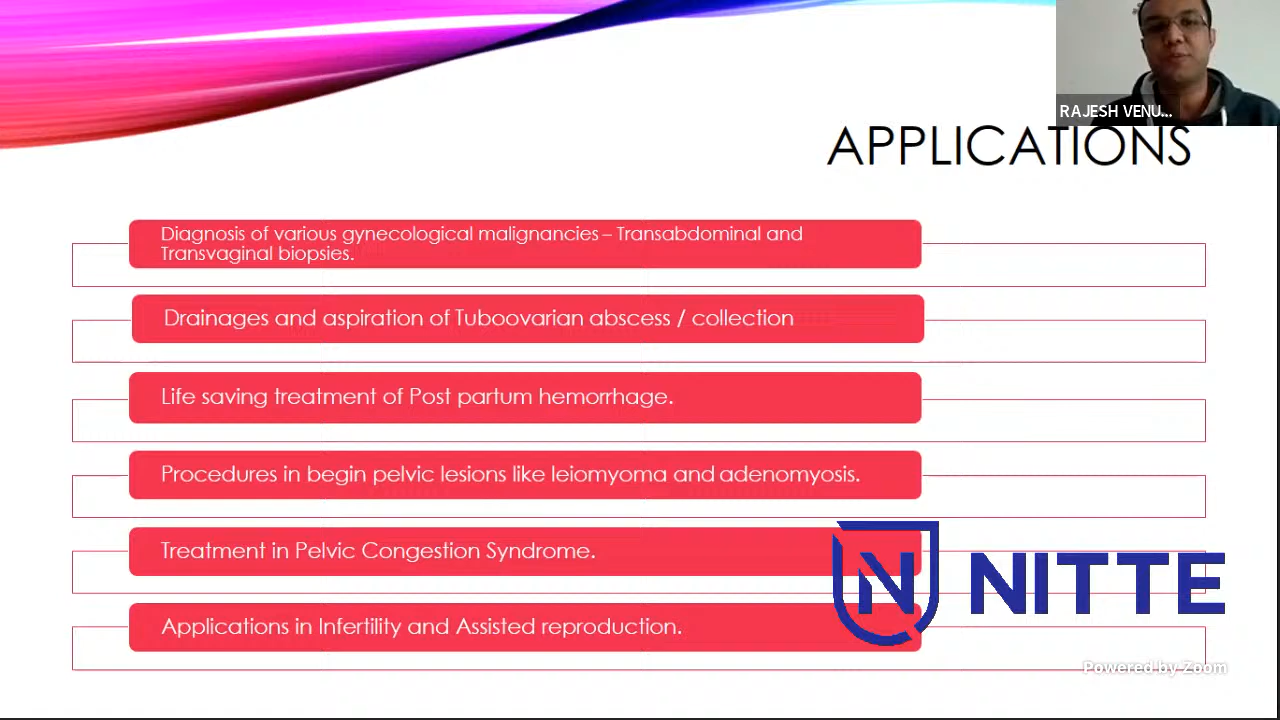 RAJESH VENU...
APPLICATIONS
Diagnosis of various gynecological malignancies – Transabdominal and
Transvaginal biopsies.
Drainages and aspiration of Tuboovarian abscess / collection
Life saving treatment of Post partum hemorrhage.
Procedures in begin pelvic lesions like leiomyoma and adenomyosis.
Treatment in Pelvic Congestion Syndrome.
N NITTE
Applications in Infertility and Assisted reproduction.
Powered by Zoom